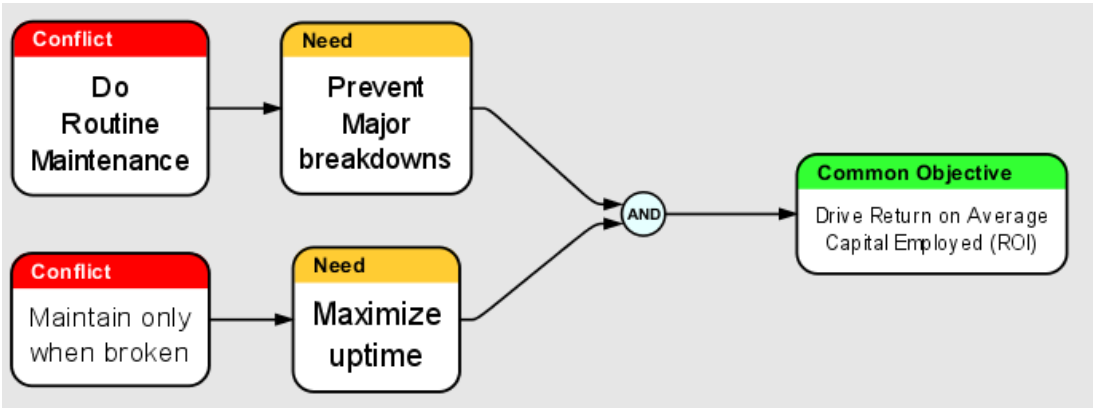 Conflict
Do
Routine
Maintenance
Need
Prevent
Major
breakdowns
Conflict
Maintain only
when broken
Need
Maximize
uptime
AND
Common Objective
Drive Return on Average
Capital Employed (ROI)